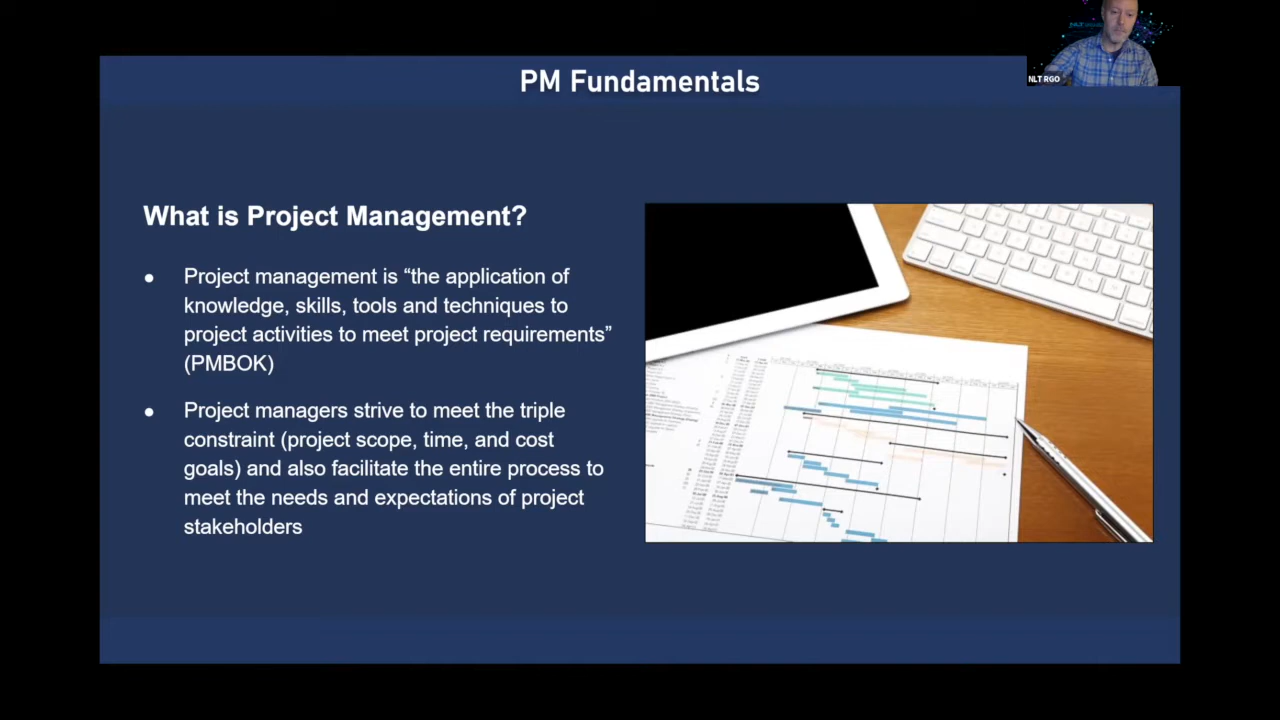 PM Fundamentals
NLT RGO
What is Project Management?
● Project management is “the application of
knowledge, skills, tools and techniques to
project activities to meet project requirements”
(PMBOK)
● Project managers strive to meet the triple
constraint (project scope, time, and cost
goals) and also facilitate the entire process to
meet the needs and expectations of project
stakeholders